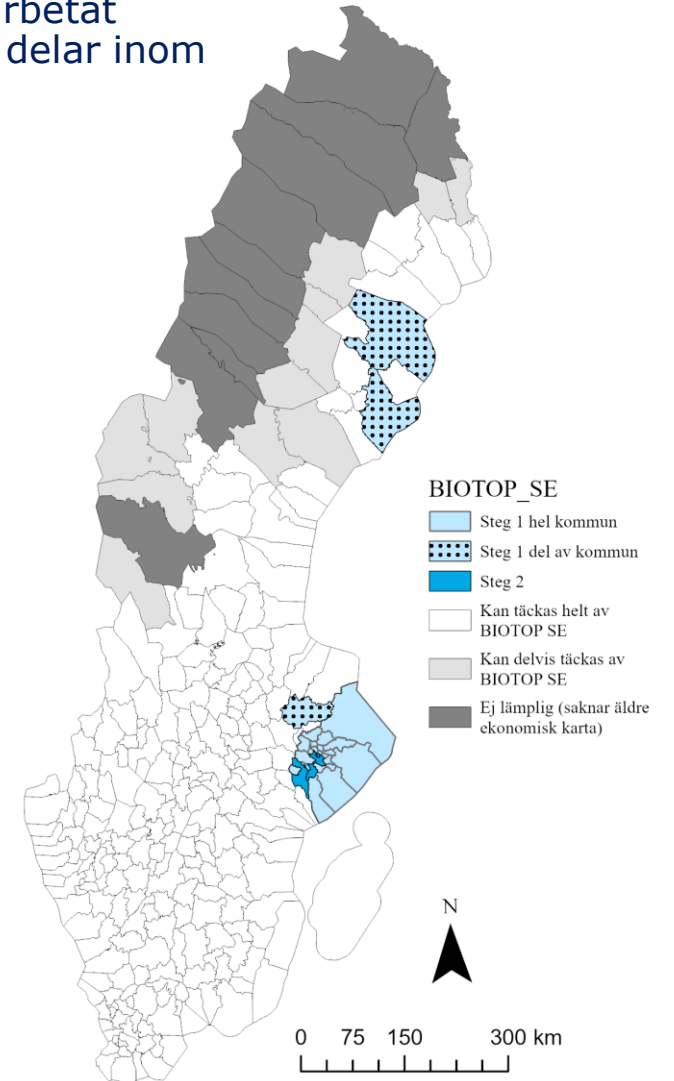 rbetat
delar inom
BIOTOP_SE
Steg 1 hel kommun
Steg 1 del av kommun
Steg 2
Kan täckas helt av
BIOTOP SE
Kan delvis täckas av
BIOTOP SE
Ej lämplig (saknar äldre
ekonomisk karta)
N
0 75 150 300 km